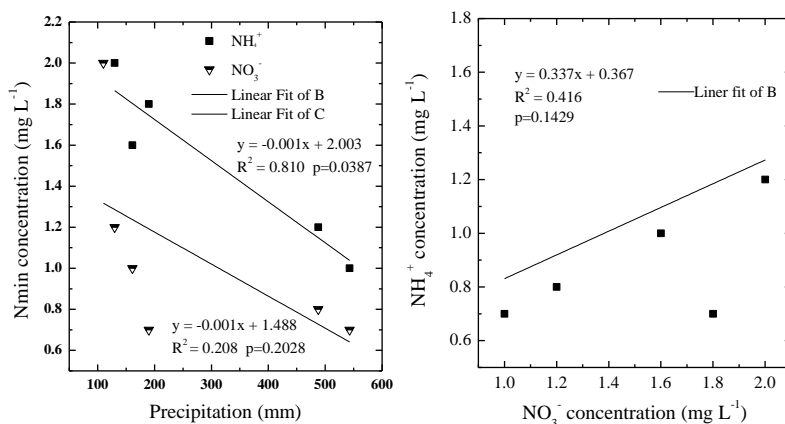 NH₄⁺
NO₃⁻
Linear Fit of B
Linear Fit of C
y = -0.001x + 2.003
R² = 0.810 p=0.0387
y = -0.001x + 1.488
R² = 0.208 p=0.2028
2.2
2.0
1.8
1.6
1.4
1.2
1.0
0.8
0.6
100 200 300 400 500 600
Nmin concentration (mg L⁻¹)
Precipitation (mm)
y = 0.337x + 0.367
R² = 0.416
p=0.1429
Liner fit of B
1.8
1.6
1.4
1.2
1.0
0.8
0.6
1.0 1.2 1.4 1.6 1.8 2.0
NH₄⁺ concentration (mg L⁻¹)
NO₃⁻ concentration (mg L⁻¹)